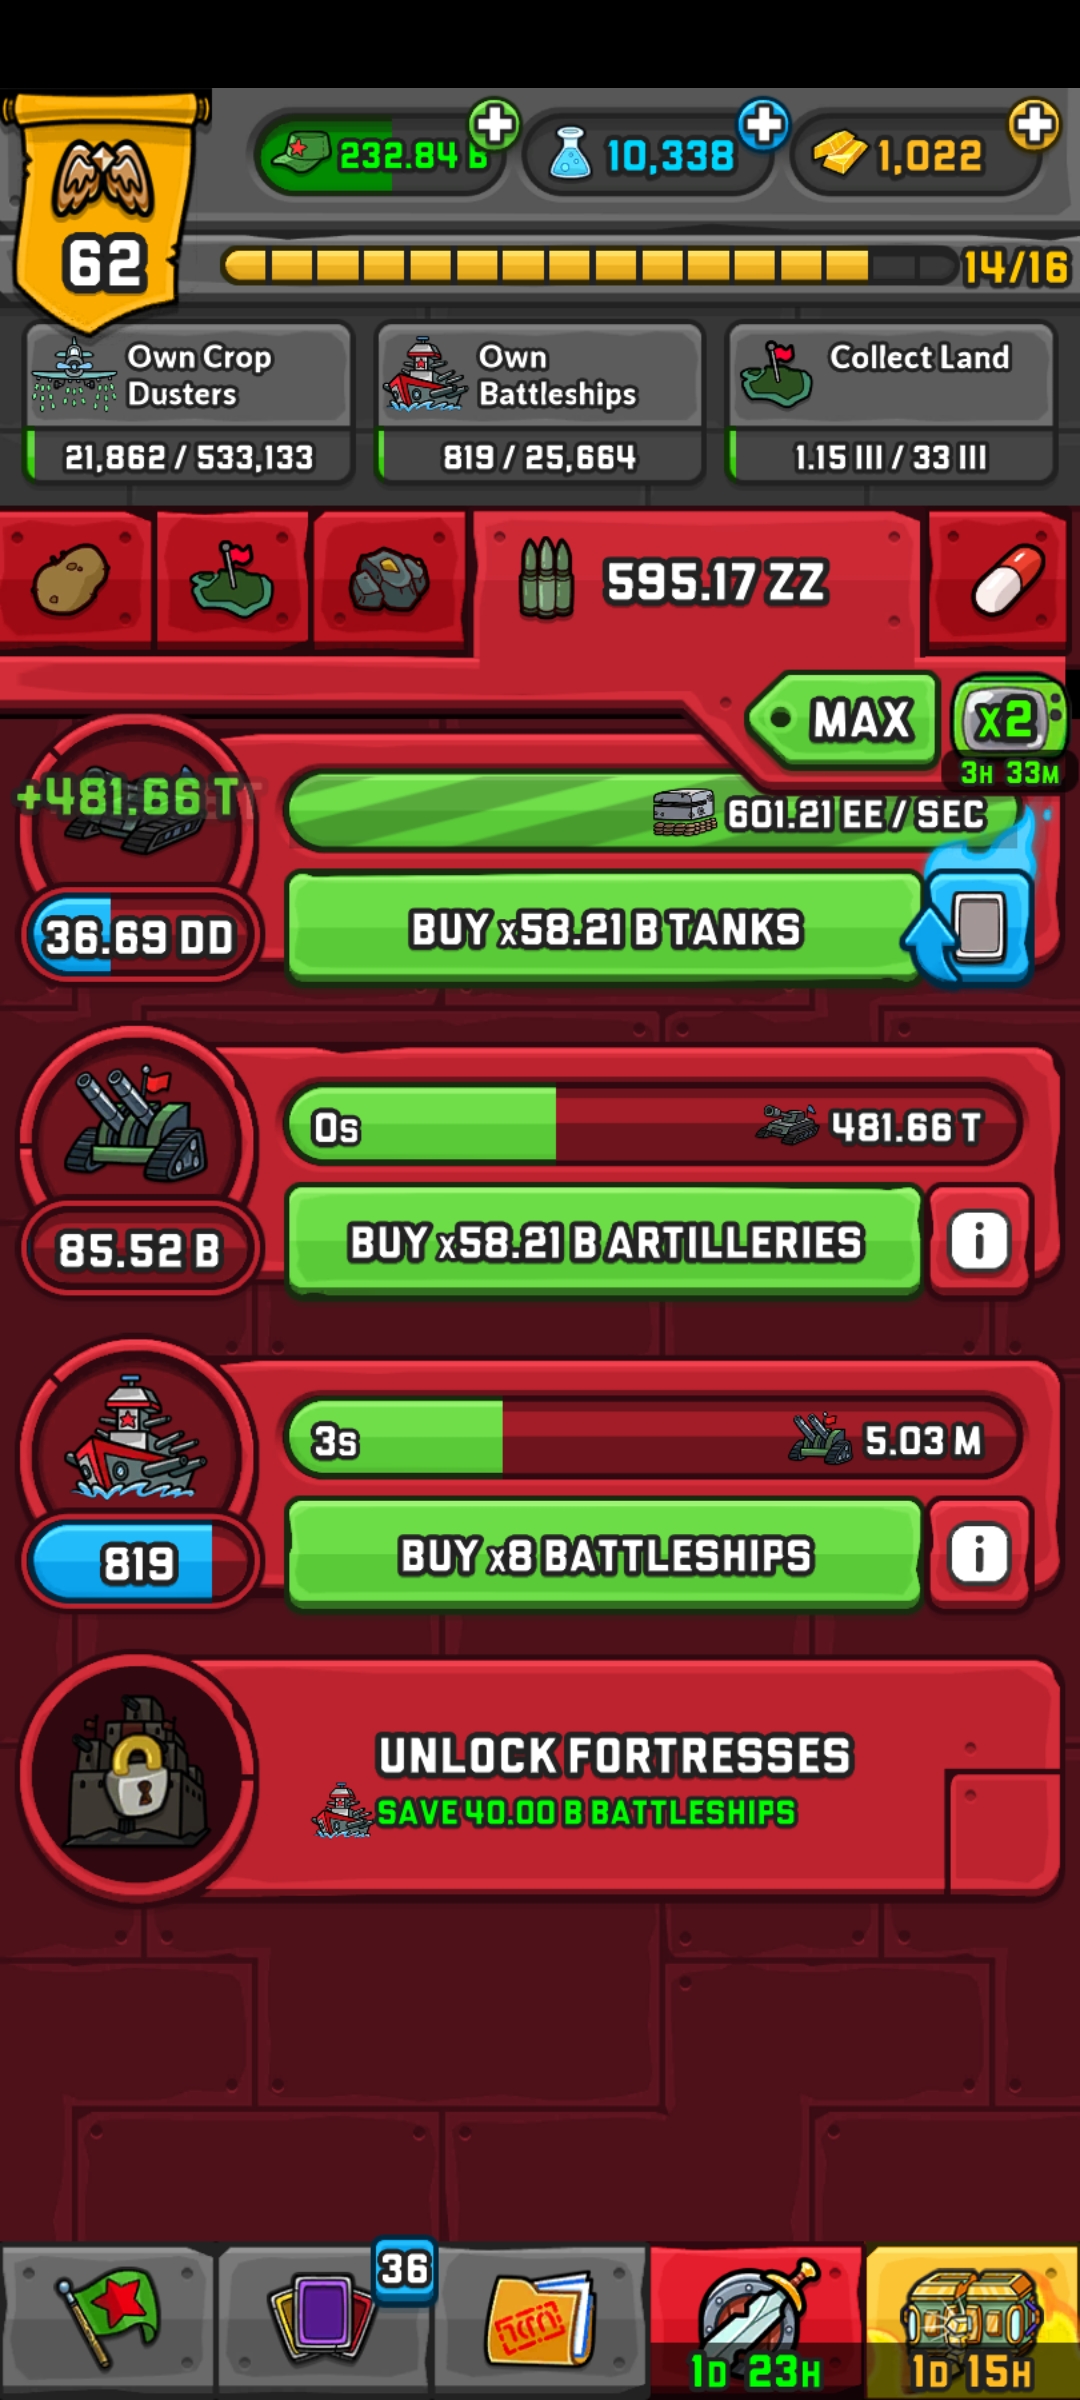 232.84 B
10,338
1,022
62
14/16
Own Crop
Dusters
Own
Battleships
Collect Land
21,862 / 533,133
819 / 25,664
1.15 III / 33 III
595.17 ZZ
MAX
x2
3H 33M
+481.66 T
601.21 EE / SEC
36.69 DD
BUY x58.21 B TANKS
0s
481.66 T
85.52 B
BUY x58.21 B ARTILLERIES
i
3s
5.03 M
819
BUY x8 BATTLESHIPS
i
UNLOCK FORTRESSES
SAVE 40.00 B BATTLESHIPS
36
1D 23H
1D 15H